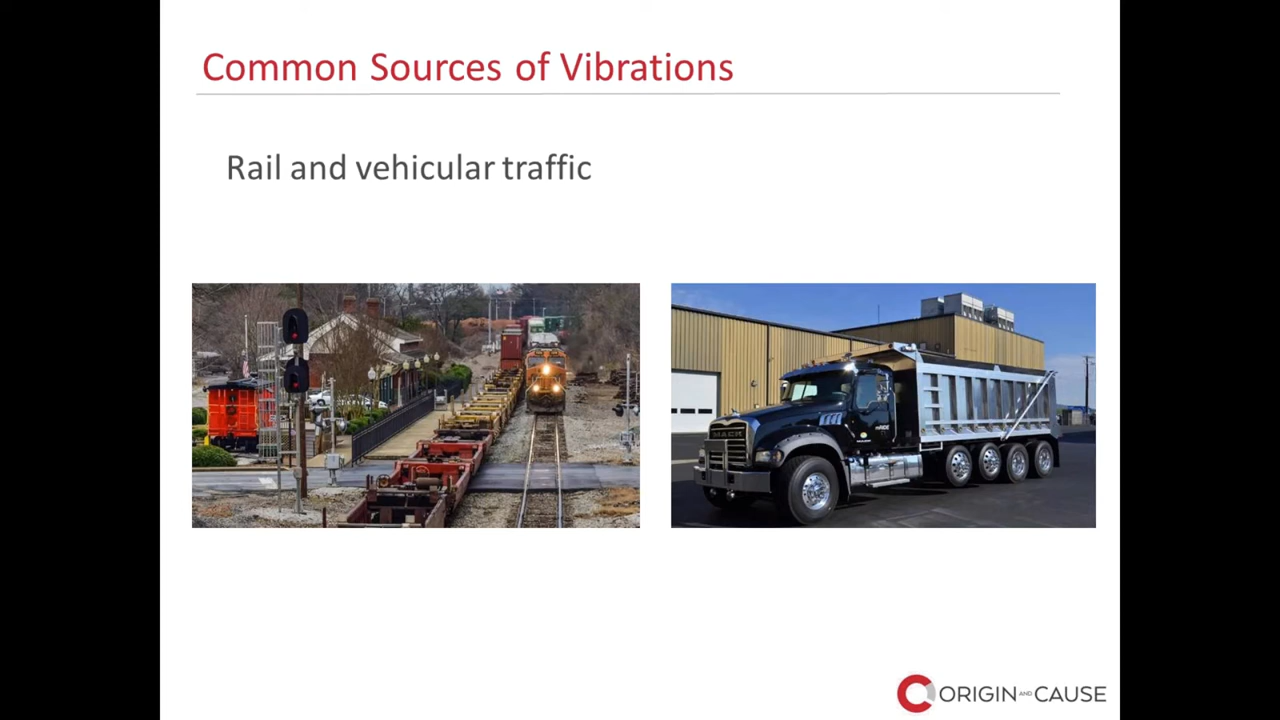 Common Sources of Vibrations
Rail and vehicular traffic
MACK
ORIGIN AND CAUSE